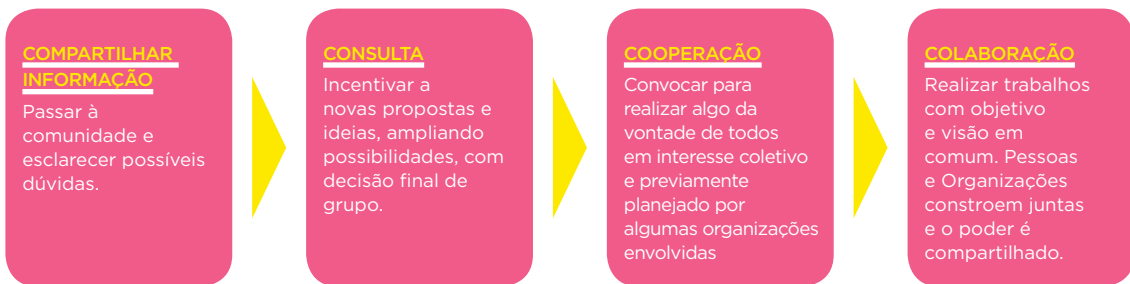 COMPARTILHAR
INFORMAÇÃO
Passar à
comunidade e
esclarecer possíveis
dúvidas.
CONSULTA
Incentivar a
novas propostas e
ideias, ampliando
possibilidades, com
decisão final de
grupo.
COOPERAÇÃO
Convocar para
realizar algo da
vontade de todos
em interesse coletivo
e previamente
planejado por
algumas organizações
envolvidas
COLABORAÇÃO
Realizar trabalhos
com objetivo
e visão em
comum. Pessoas
e Organizações
constroem juntas
e o poder é
compartilhado.